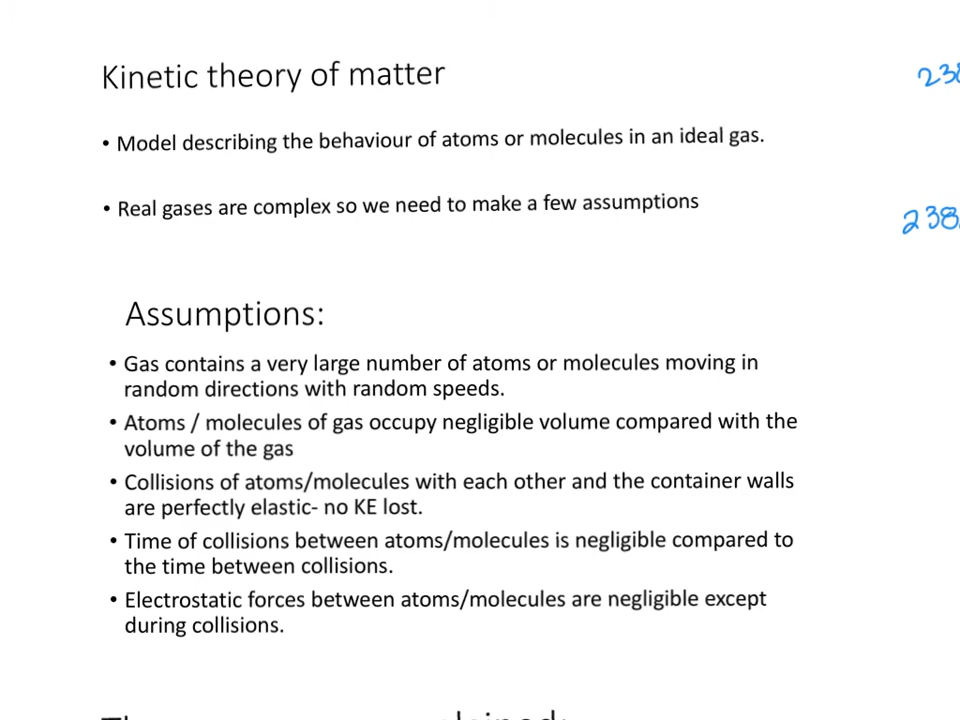 Kinetic theory of matter
238
• Model describing the behaviour of atoms or molecules in an ideal gas.
• Real gases are complex so we need to make a few assumptions
238
Assumptions:
• Gas contains a very large number of atoms or molecules moving in
random directions with random speeds.
• Atoms / molecules of gas occupy negligible volume compared with the
volume of the gas
• Collisions of atoms/molecules with each other and the container walls
are perfectly elastic- no KE lost.
• Time of collisions between atoms/molecules is negligible compared to
the time between collisions.
• Electrostatic forces between atoms/molecules are negligible except
during collisions.